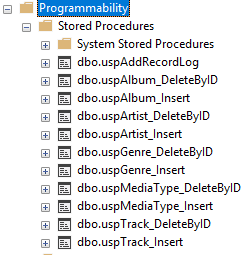 Programmability
Stored Procedures
System Stored Procedures
dbo.uspAddRecordLog
dbo.uspAlbum_DeleteByID
dbo.uspAlbum_Insert
dbo.uspArtist_DeleteByID
dbo.uspArtist_Insert
dbo.uspGenre_DeleteByID
dbo.uspGenre_Insert
dbo.uspMediaType_DeleteByID
dbo.uspMediaType_Insert
dbo.uspTrack_DeleteByID
dbo.uspTrack_Insert